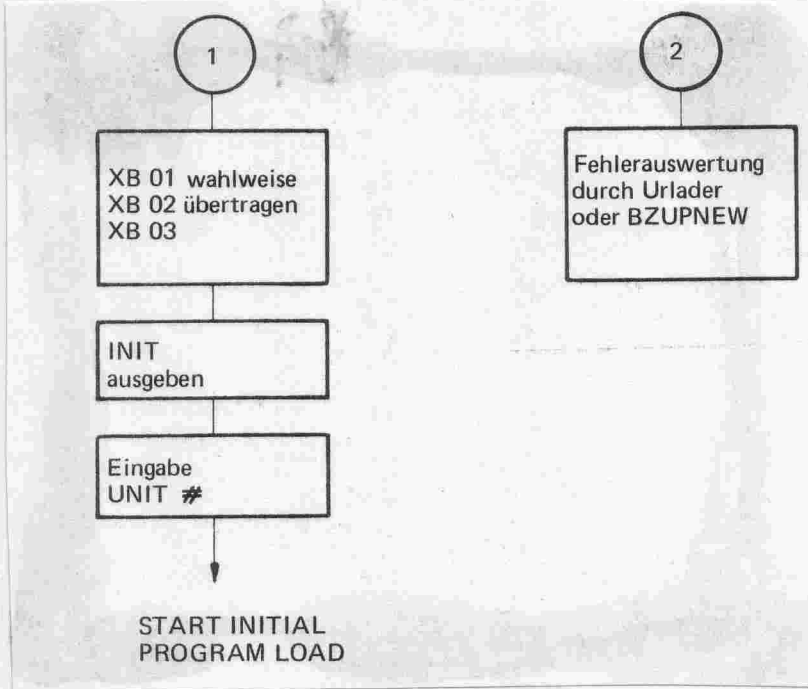 1
XB 01 wahlweise
XB 02 übertragen
XB 03
INIT
ausgeben
Eingabe
UNIT #
START INITIAL
PROGRAM LOAD
2
Fehlerauswertung
durch Urlader
oder BZUPNEW